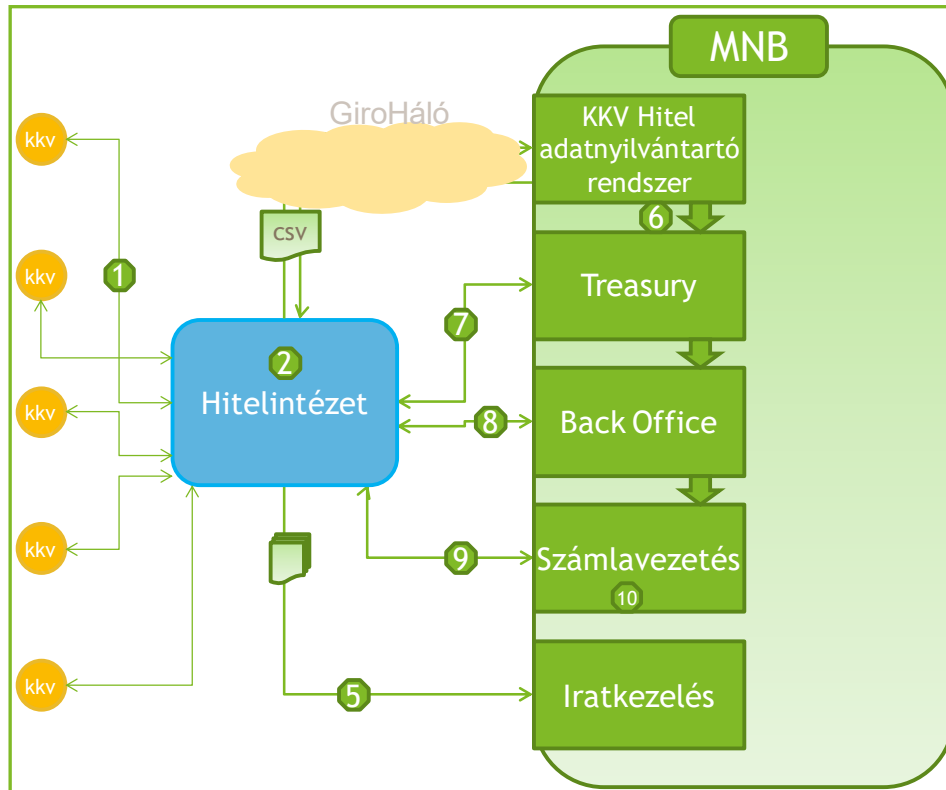 MNB
GiroHáló
KKV Hitel
adatnyilvántartó
rendszer
kkv
6
CSV
kkv
1
Treasury
7
2
Hitelintézet
kkv
8
Back Office
kkv
9
Számlavezetés
10
kkv
5
Iratkezelés